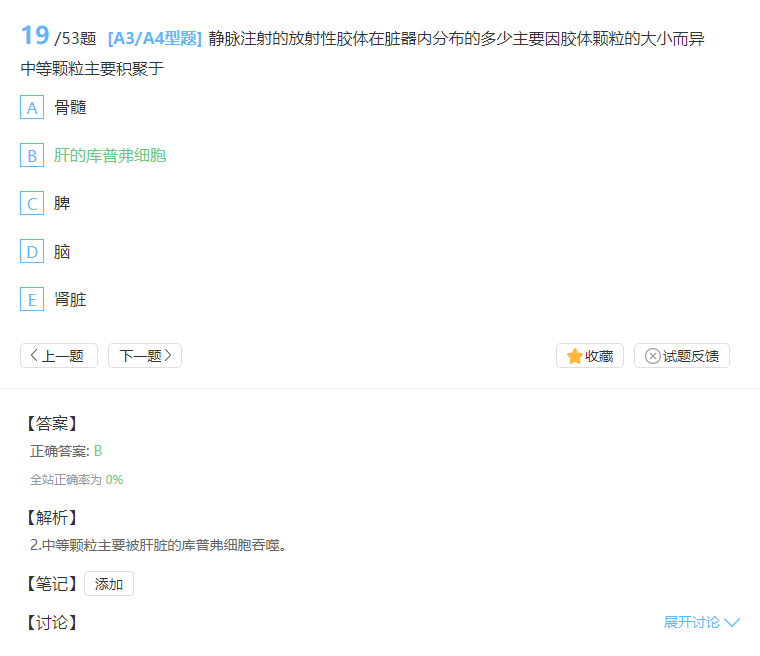 19 /53题 [A3/A4型题] 静脉注射的放射性胶体在脏器内分布的多少主要因胶体颗粒的大小而异
中等颗粒主要积聚于
A 骨髓
B 肝的库普弗细胞
C 脾
D 脑
E 肾脏
上一题 下一题 收藏 试题反馈
【答案】
正确答案: B
全站正确率为 0%
【解析】
2.中等颗粒主要被肝脏的库普弗细胞吞噬。
【笔记】 添加
【讨论】 展开讨论